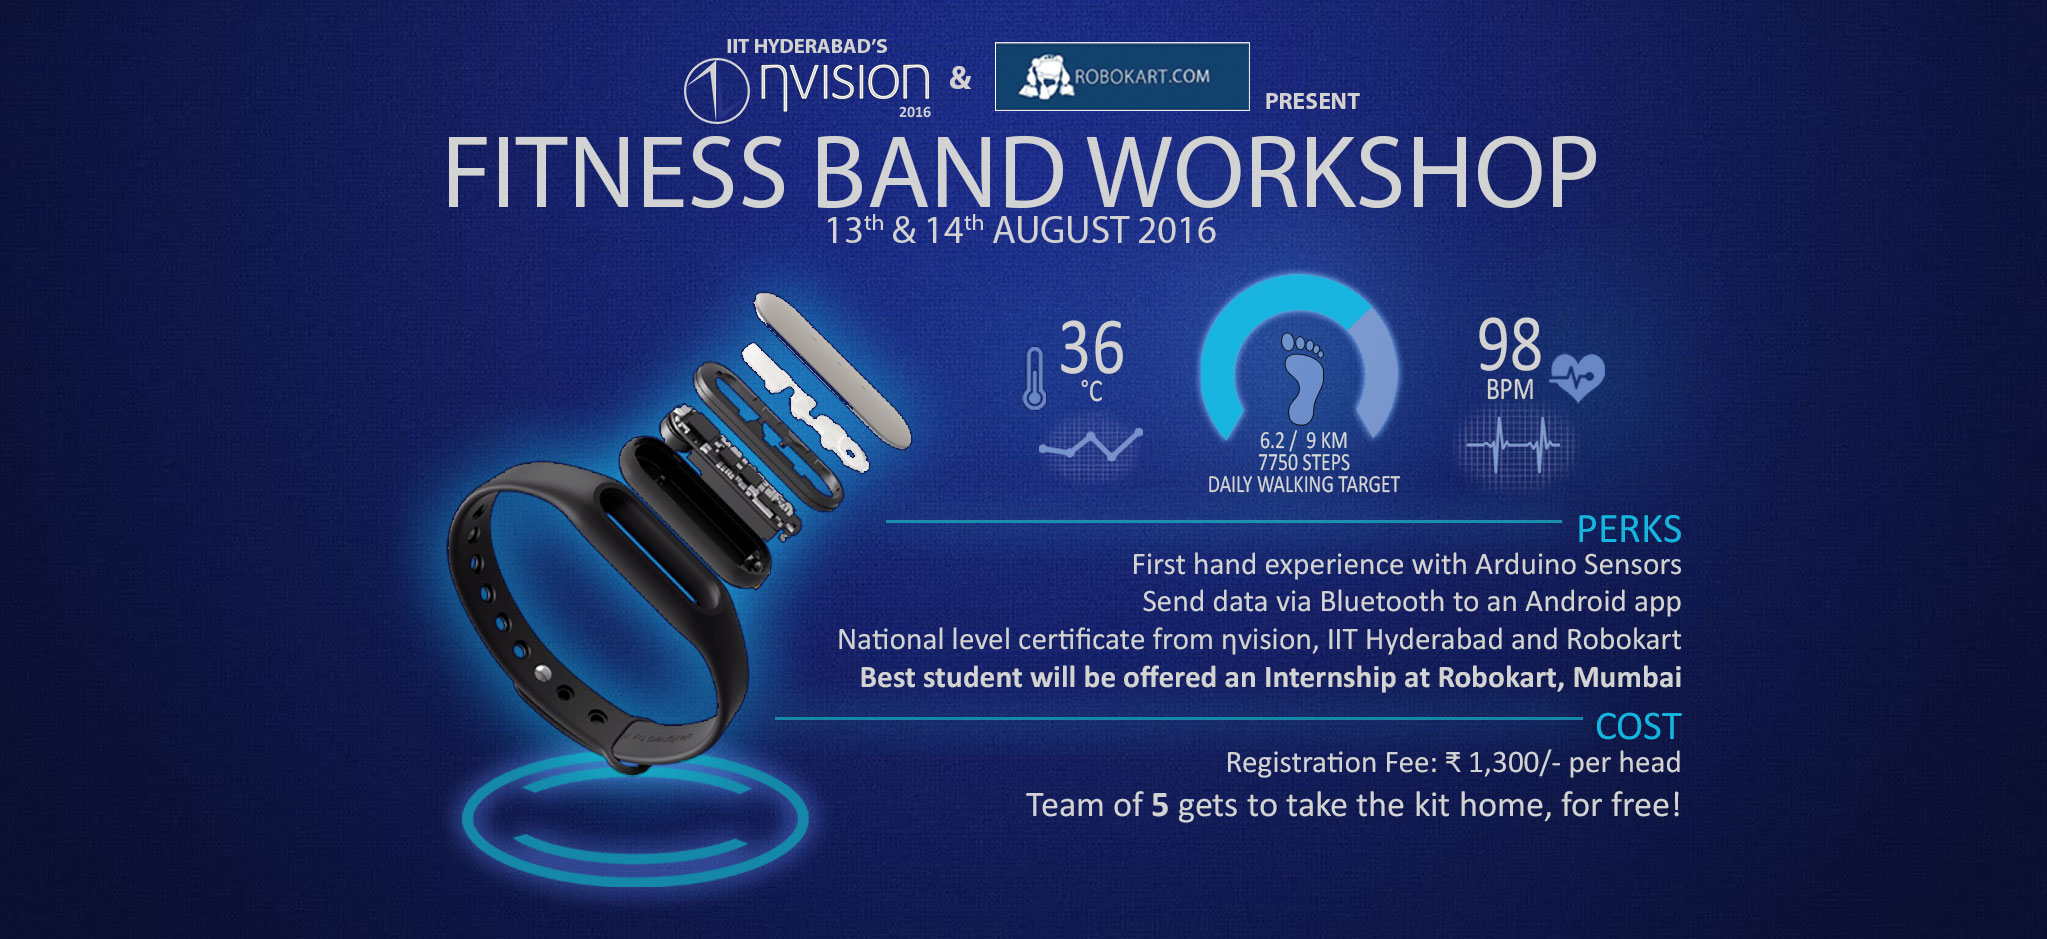 IIT HYDERABAD'S
ηvision
2016
&
ROBOKART.COM
PRESENT
FITNESS BAND WORKSHOP
13th & 14th AUGUST 2016
36
°C
98
BPM
6.2 / 9 KM
7750 STEPS
DAILY WALKING TARGET
PERKS
First hand experience with Arduino Sensors
Send data via Bluetooth to an Android app
National level certificate from ηvision, IIT Hyderabad and Robokart
Best student will be offered an Internship at Robokart, Mumbai
COST
Registration Fee: ₹ 1,300/- per head
Team of 5 gets to take the kit home, for free!